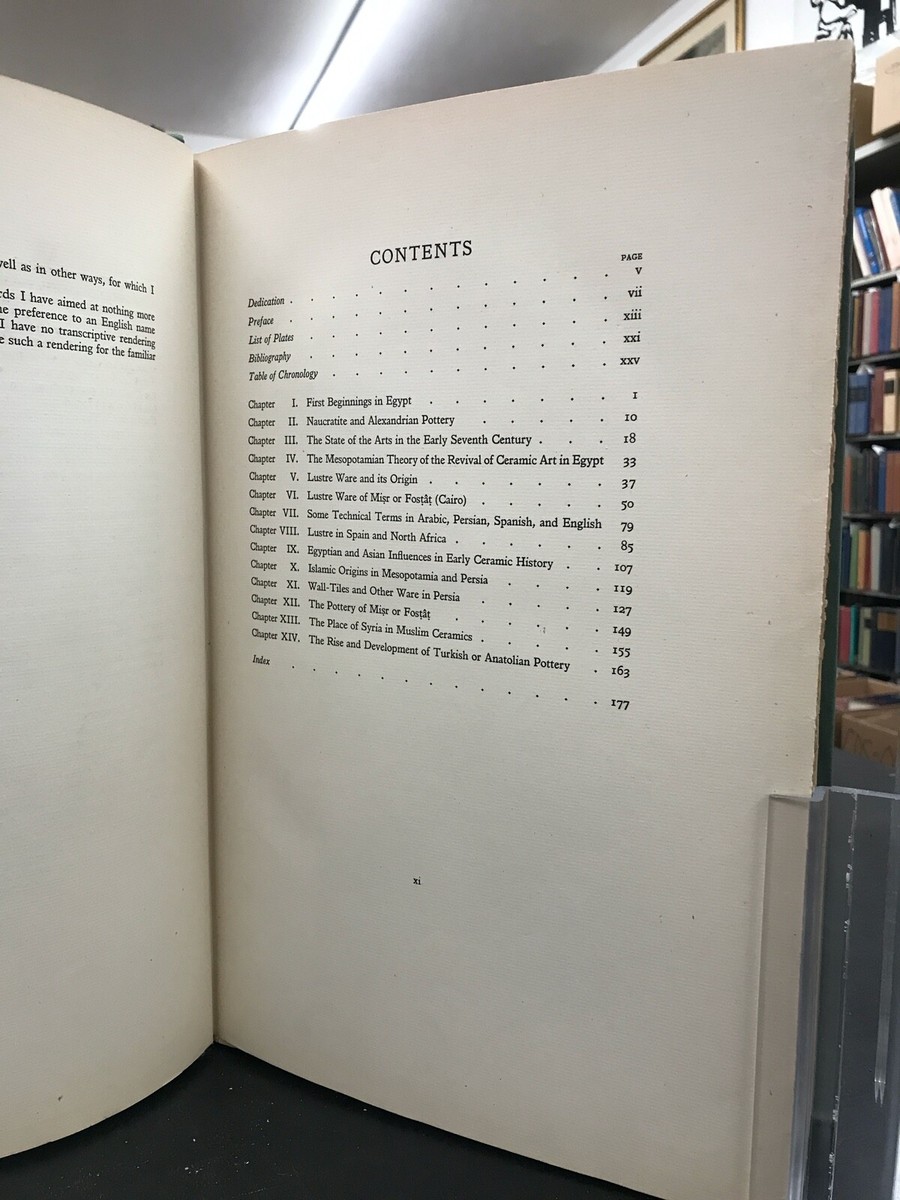 vell as in other ways, for which I
rds I have aimed at nothing more
ne preference to an English name
I have no transcriptive rendering
e such a rendering for the familiar
CONTENTS
PAGE
Dedication . . . . . . . . . . v
Preface . . . . . . . . . . vii
List of Plates . . . . . . . . . . xiii
Bibliography . . . . . . . . . . xxi
Table of Chronology . . . . . . . . . xxv
Chapter I. First Beginnings in Egypt . . . . . . . 1
Chapter II. Naucratite and Alexandrian Pottery . . . . . 10
Chapter III. The State of the Arts in the Early Seventh Century . . . 18
Chapter IV. The Mesopotamian Theory of the Revival of Ceramic Art in Egypt 33
Chapter V. Lustre Ware and its Origin . . . . . . . 37
Chapter VI. Lustre Ware of Miṣr or Fosṭâṭ (Cairo) . . . . . 50
Chapter VII. Some Technical Terms in Arabic, Persian, Spanish, and English 79
Chapter VIII. Lustre in Spain and North Africa . . . . . . 85
Chapter IX. Egyptian and Asian Influences in Early Ceramic History . . 107
Chapter X. Islamic Origins in Mesopotamia and Persia . . . . 119
Chapter XI. Wall-Tiles and Other Ware in Persia . . . . . 127
Chapter XII. The Pottery of Miṣr or Fosṭâṭ . . . . . . 149
Chapter XIII. The Place of Syria in Muslim Ceramics . . . . . 155
Chapter XIV. The Rise and Development of Turkish or Anatolian Pottery . 163
Index . . . . . . . . . . . 177
xi